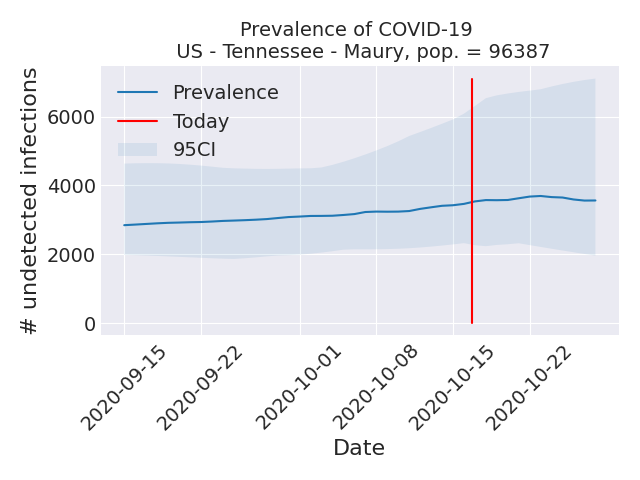 Prevalence of COVID-19
US - Tennessee - Maury, pop. = 96387
# undetected infections
6000
4000
2000
0
Prevalence
Today
95CI
2020-09-15
2020-09-22
2020-10-01
2020-10-08
2020-10-15
2020-10-22
Date